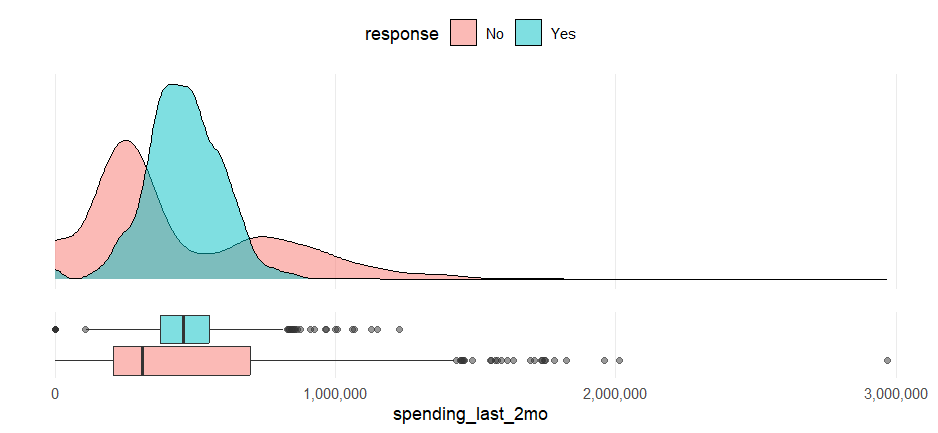 response No Yes
0 1,000,000 2,000,000 3,000,000
spending_last_2mo